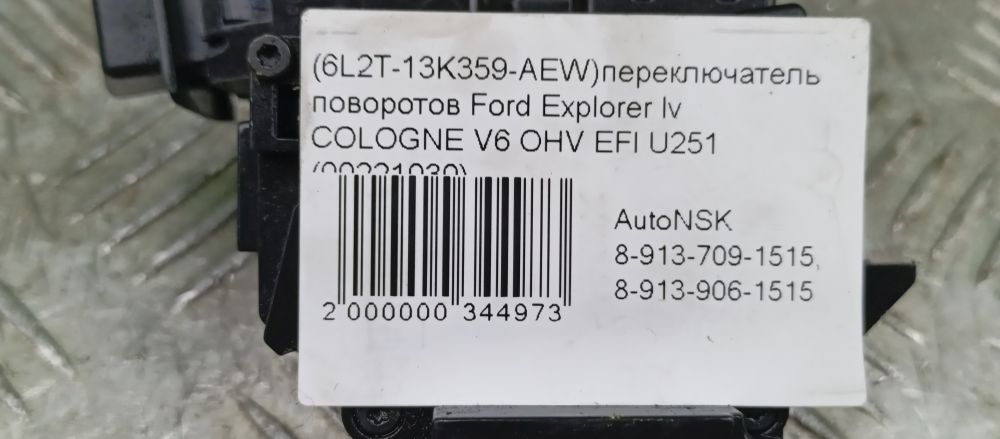 (6L2T-13K359-AEW)переключатель
поворотов Ford Explorer Iv
COLOGNE V6 OHV EFI U251
(00221030)
AutoNSK
8-913-709-1515,
8-913-906-1515
2 000000 344973